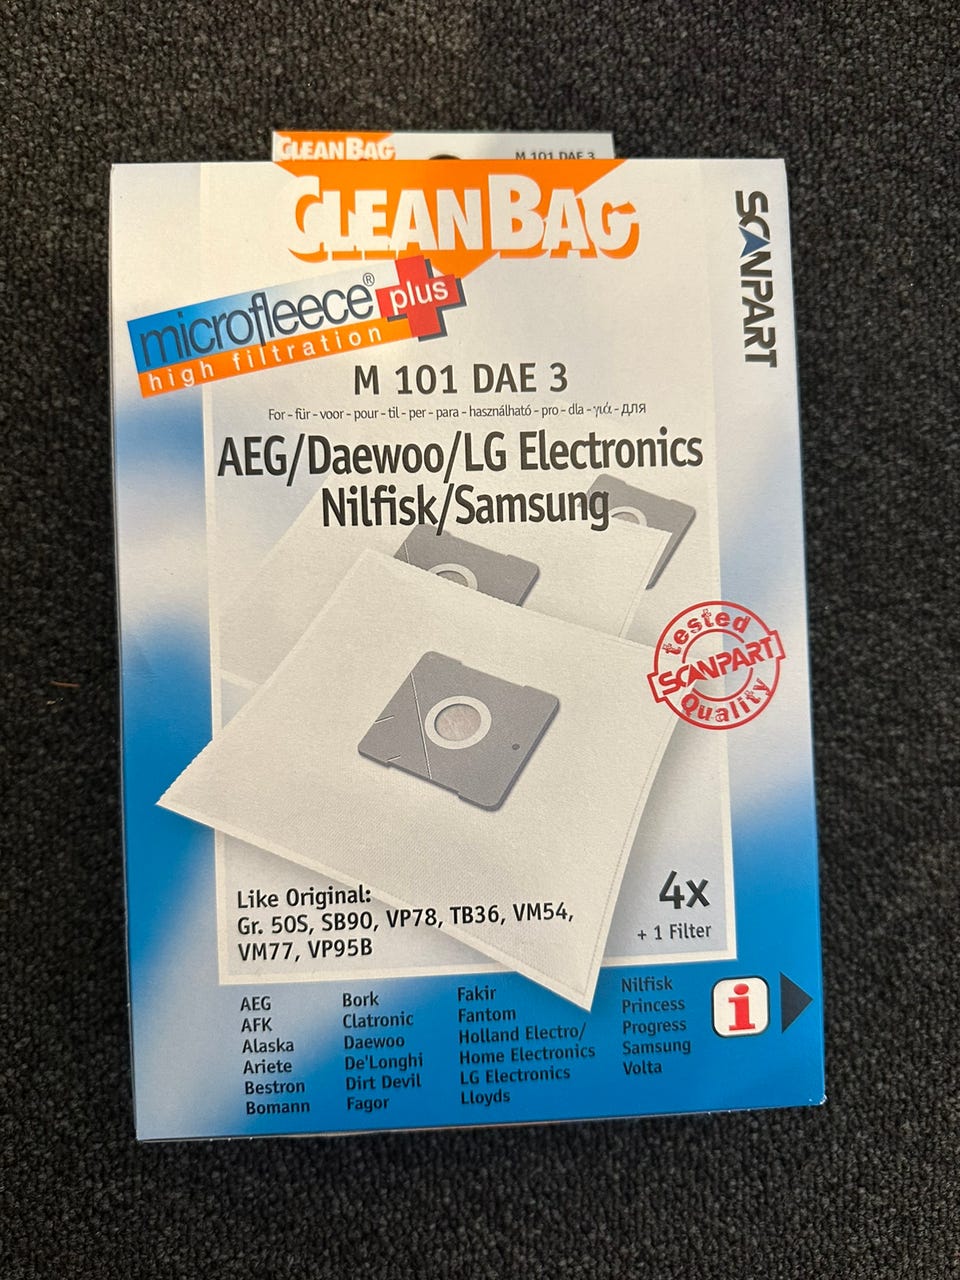 CLEANBAG
M 101 DAE 3
CLEANBAG
SCANPART
microfleece® plus
high filtration
M 101 DAE 3
For - für - voor - pour - til - per - para - használható - pro - dla - γιά - для
AEG/Daewoo/LG Electronics
Nilfisk/Samsung
tested
SCANPART
Quality
Like Original:
Gr. 50S, SB90, VP78, TB36, VM54,
VM77, VP95B
4x
+ 1 Filter
AEG
AFK
Alaska
Ariete
Bestron
Bomann
Bork
Clatronic
Daewoo
De'Longhi
Dirt Devil
Fagor
Fakir
Fantom
Holland Electro/
Home Electronics
LG Electronics
Lloyds
Nilfisk
Princess
Progress
Samsung
Volta
i